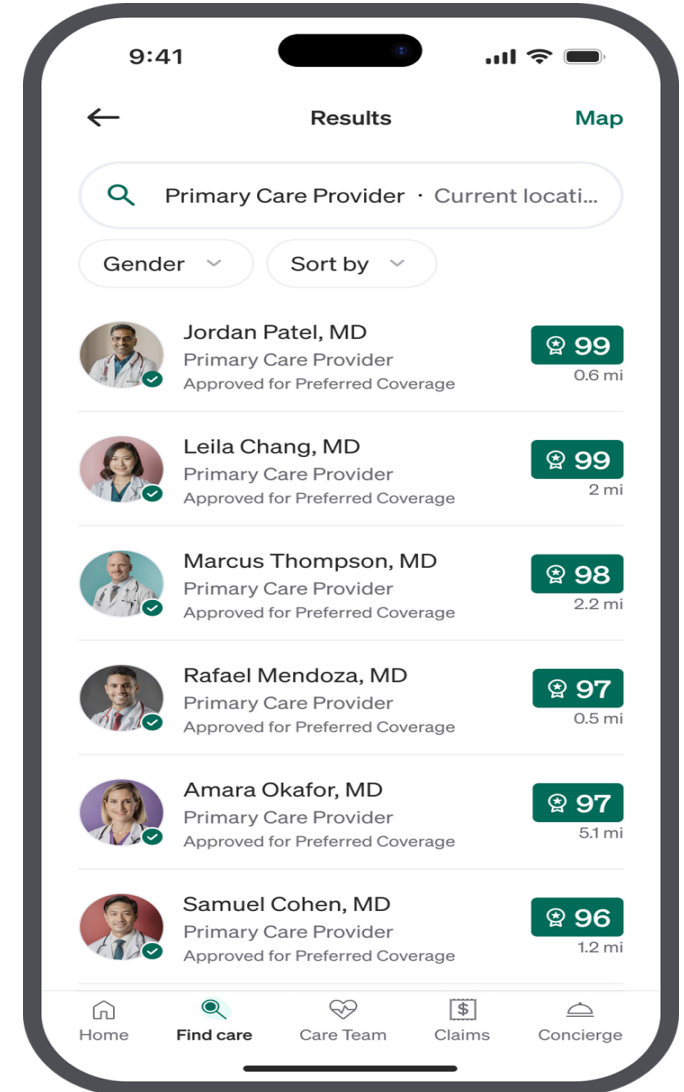 9:41
Results
Map
Primary Care Provider · Current locati...
Gender
Sort by
Jordan Patel, MD
99
Primary Care Provider
0.6 mi
Approved for Preferred Coverage
Leila Chang, MD
99
Primary Care Provider
2 mi
Approved for Preferred Coverage
Marcus Thompson, MD
98
Primary Care Provider
2.2 mi
Approved for Preferred Coverage
Rafael Mendoza, MD
97
Primary Care Provider
0.5 mi
Approved for Preferred Coverage
Amara Okafor, MD
97
Primary Care Provider
5.1 mi
Approved for Preferred Coverage
Samuel Cohen, MD
96
Primary Care Provider
1.2 mi
Approved for Preferred Coverage
$
Home
Find care
Care Team
Claims
Concierge